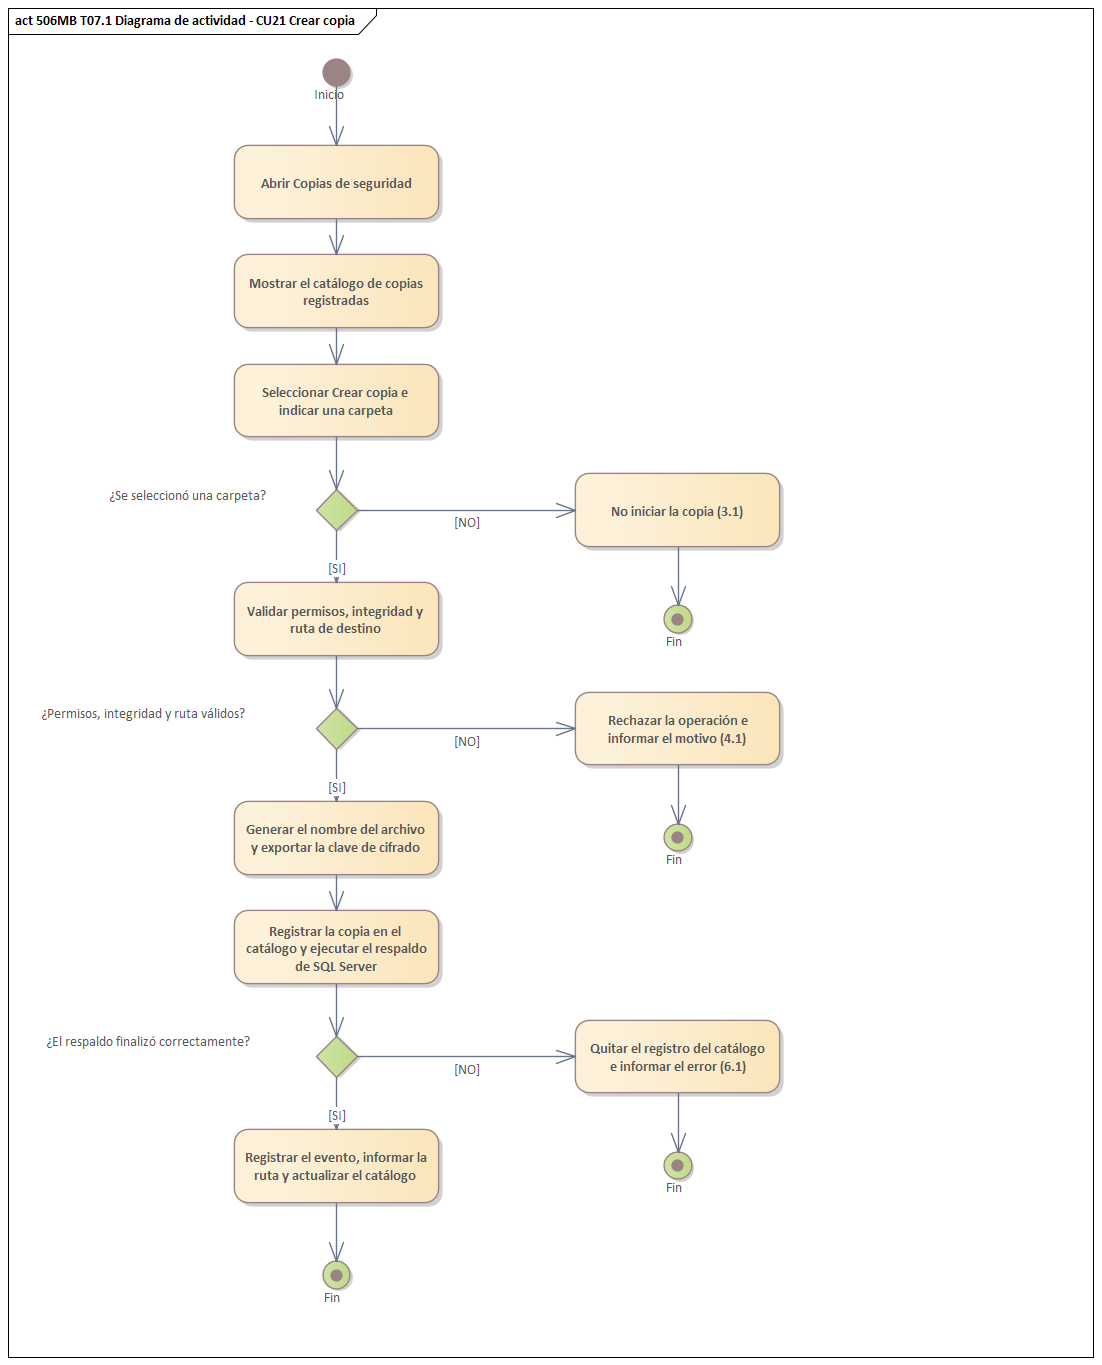 act 506MB T07.1 Diagrama de actividad - CU21 Crear copia
Inicio
Abrir Copias de seguridad
Mostrar el catálogo de copias
registradas
Seleccionar Crear copia e
indicar una carpeta
¿Se seleccionó una carpeta?
[NO]
No iniciar la copia (3.1)
[SI]
Fin
Validar permisos, integridad y
ruta de destino
¿Permisos, integridad y ruta válidos?
[NO]
Rechazar la operación e
informar el motivo (4.1)
[SI]
Fin
Generar el nombre del archivo
y exportar la clave de cifrado
Registrar la copia en el
catálogo y ejecutar el respaldo
de SQL Server
¿El respaldo finalizó correctamente?
[NO]
Quitar el registro del catálogo
e informar el error (6.1)
[SI]
Fin
Registrar el evento, informar la
ruta y actualizar el catálogo
Fin